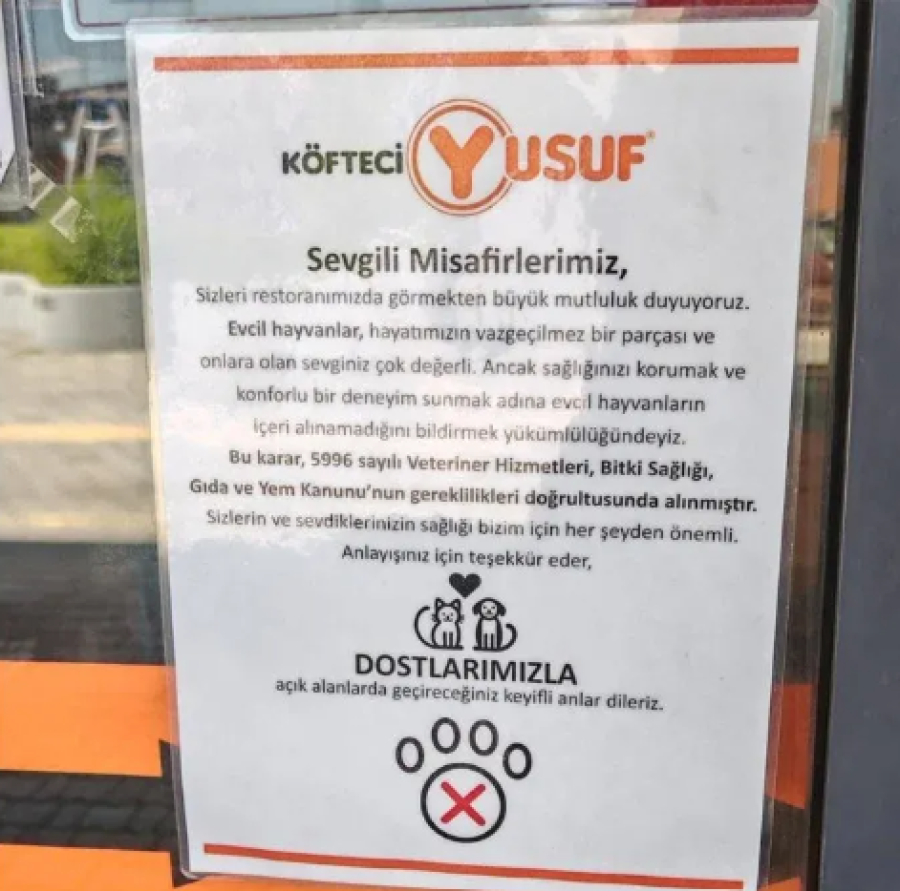 KÖFTECİ YUSUF®
Sevgili Misafirlerimiz,
Sizleri restoranımızda görmekten büyük mutluluk duyuyoruz.
Evcil hayvanlar, hayatımızın vazgeçilmez bir parçası ve
onlara olan sevginiz çok değerli. Ancak sağlığınızı korumak ve
konforlu bir deneyim sunmak adına evcil hayvanların
içeri alınamadığını bildirmek yükümlülüğündeyiz.
Bu karar, 5996 sayılı Veteriner Hizmetleri, Bitki Sağlığı,
Gıda ve Yem Kanunu'nun gereklilikleri doğrultusunda alınmıştır.
Sizlerin ve sevdiklerinizin sağlığı bizim için her şeyden önemli.
Anlayışınız için teşekkür eder,
DOSTLARIMIZLA
açık alanlarda geçireceğiniz keyifli anlar dileriz.